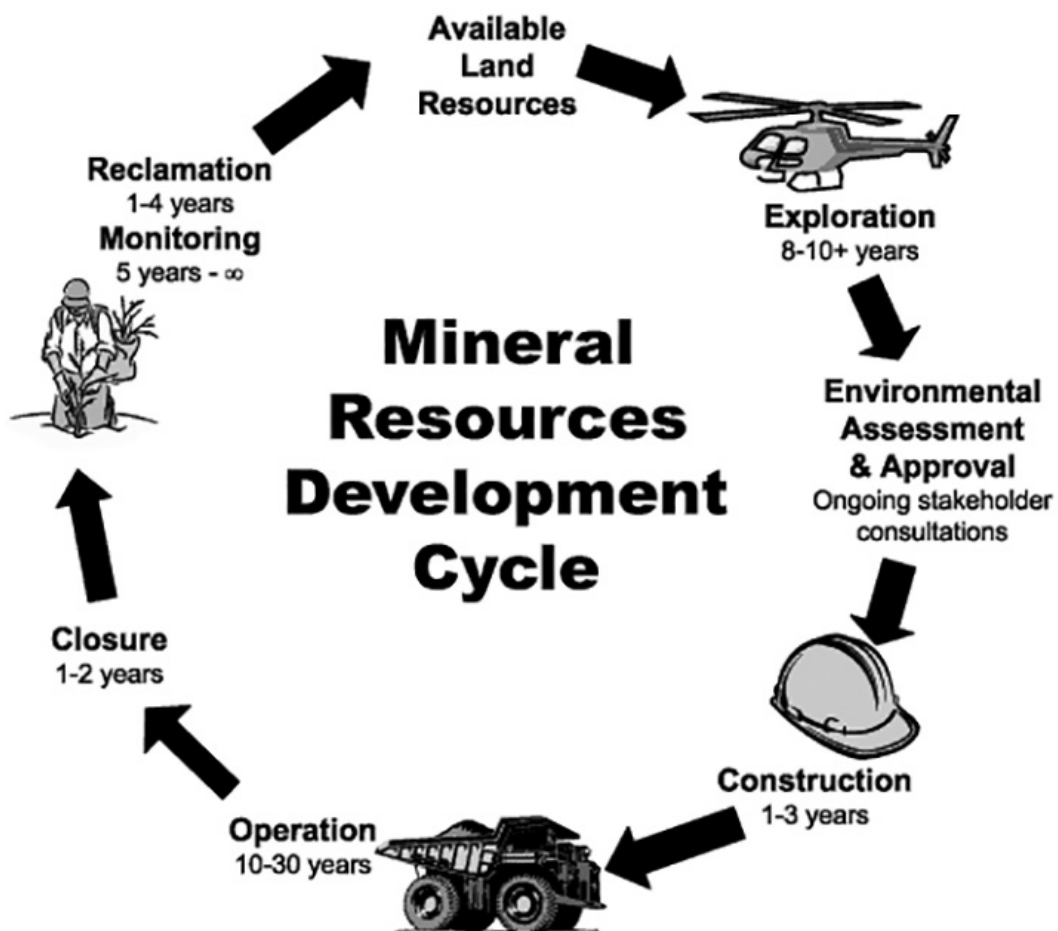 Available
Land
Resources
Exploration
8-10+ years
Environmental
Assessment
& Approval
Ongoing stakeholder
consultations
Construction
1-3 years
Operation
10-30 years
Closure
1-2 years
Reclamation
1-4 years
Monitoring
5 years - ∞
Mineral
Resources
Development
Cycle